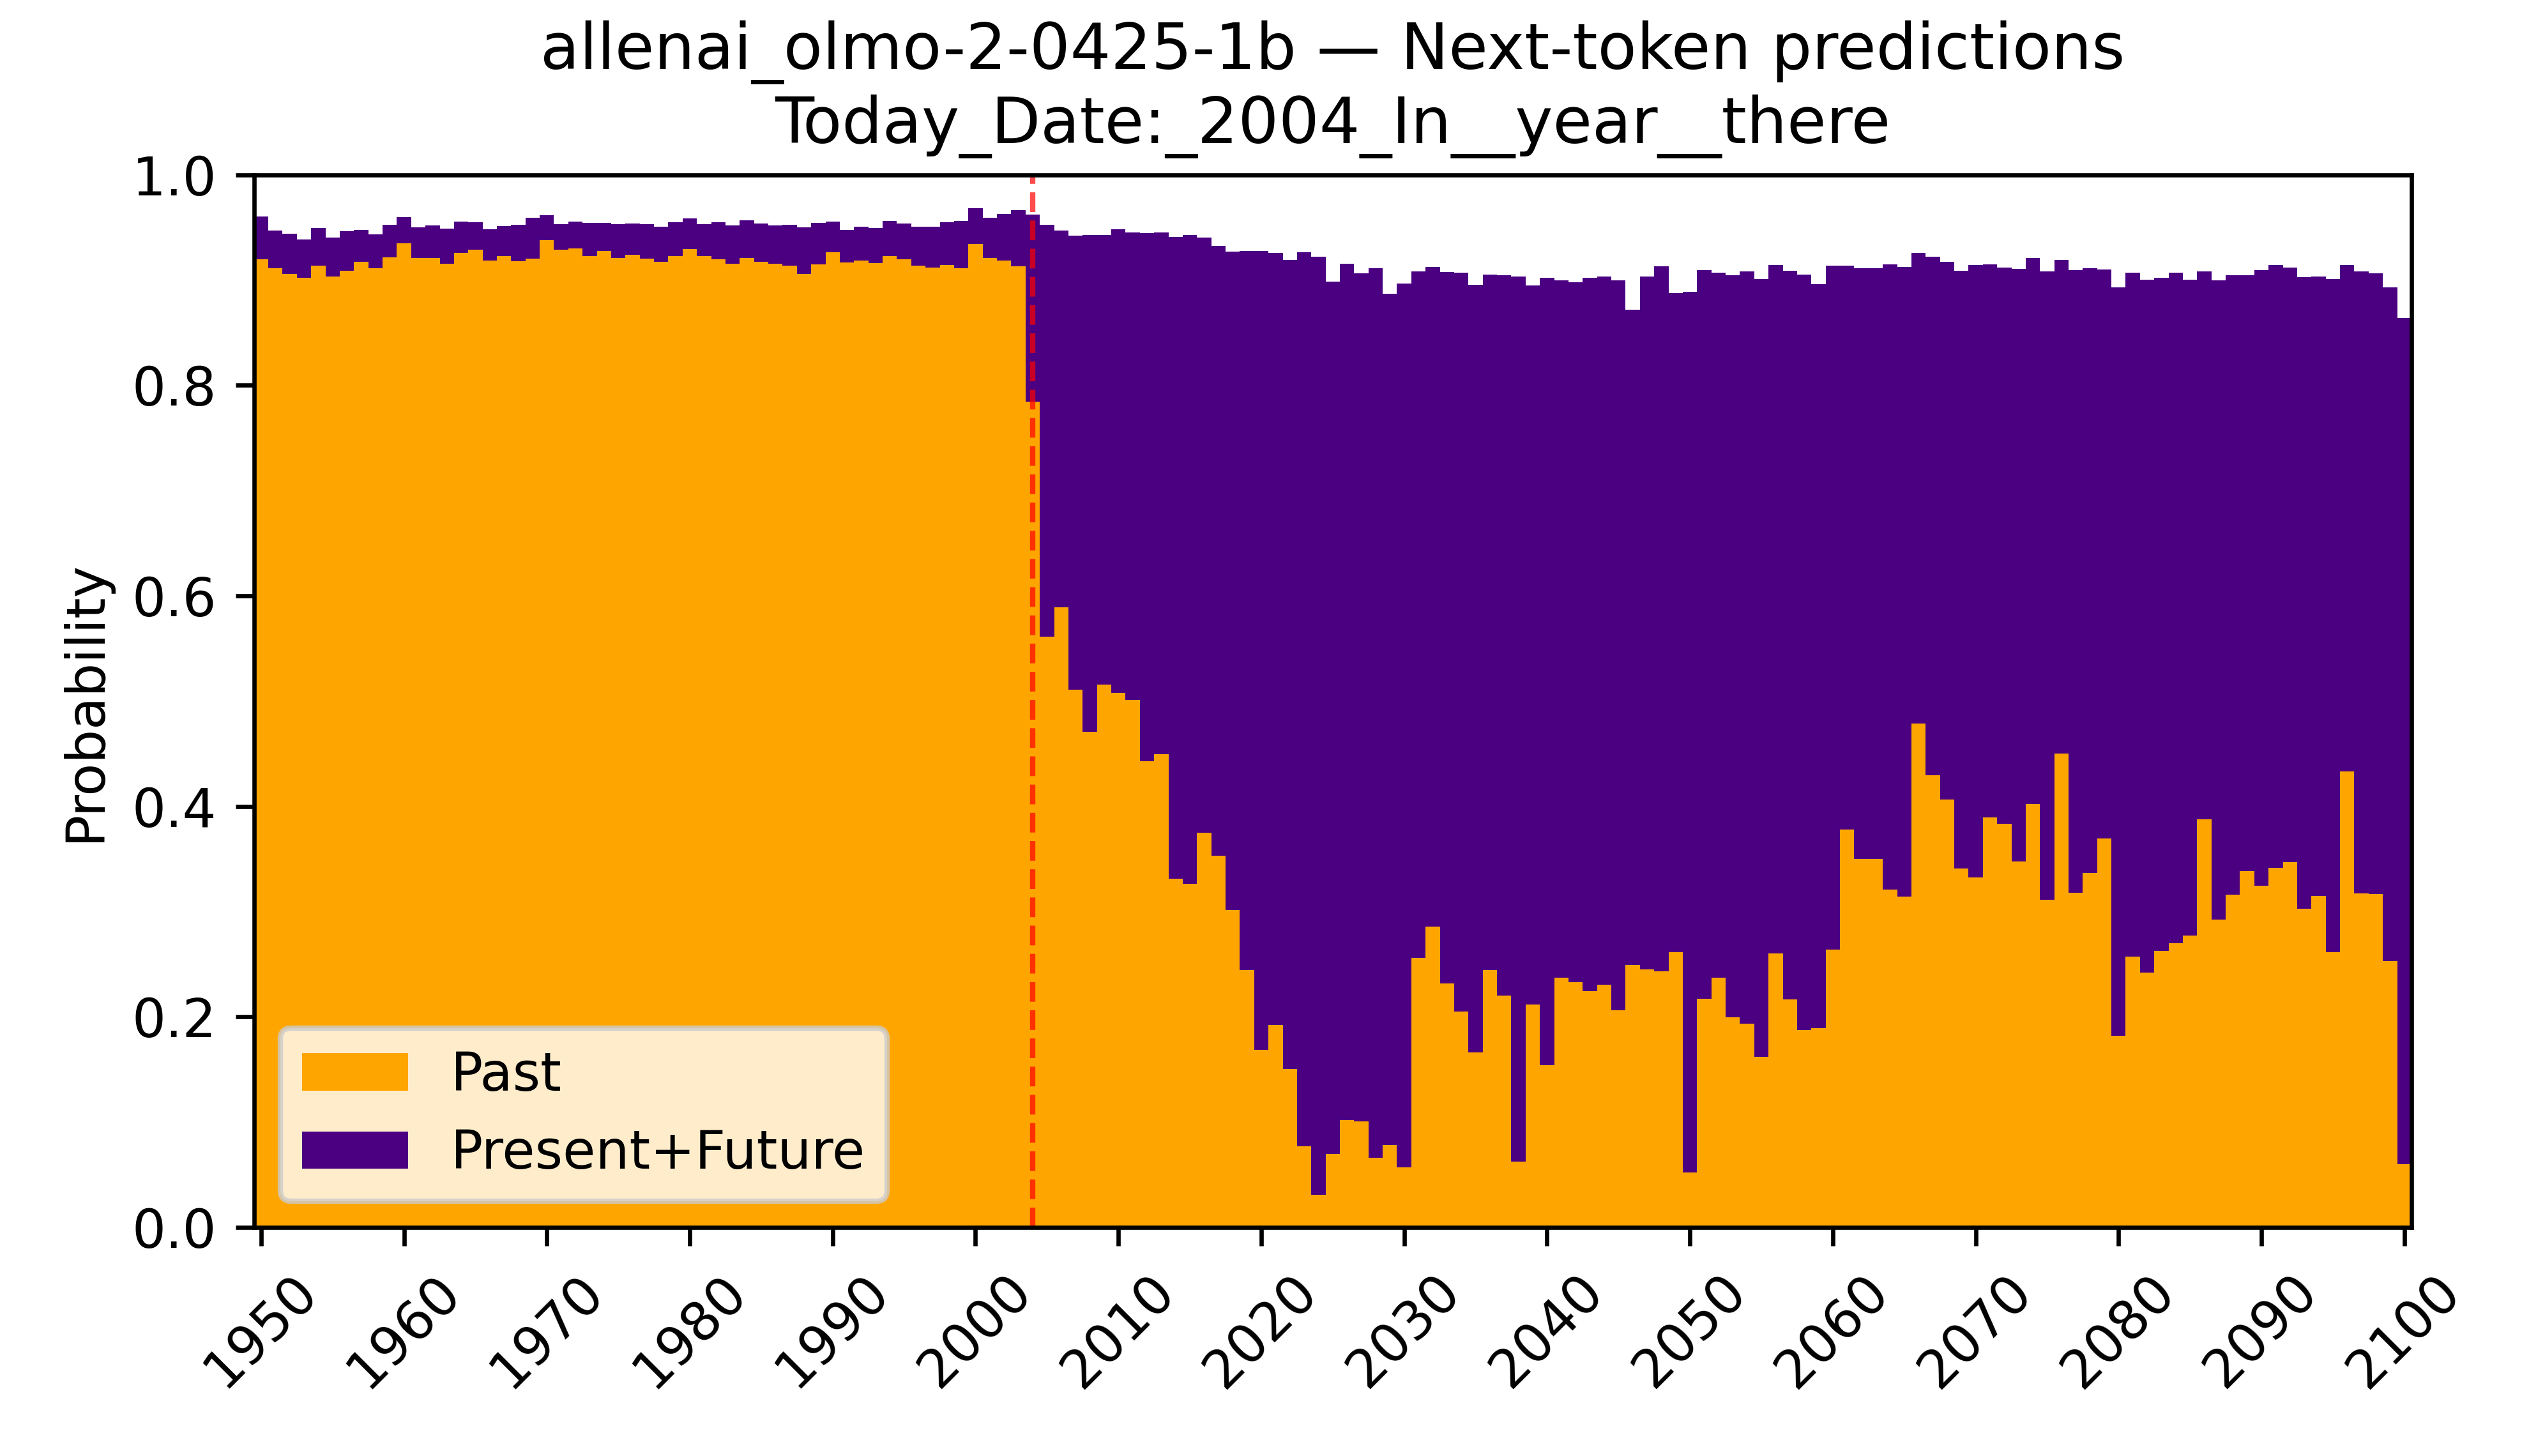 allenai_olmo-2-0425-1b — Next-token predictions
Today_Date:_2004_In__year__there
1.0
0.8
0.6
0.4
0.2
0.0
Probability
Past
Present+Future
1950 1960 1970 1980 1990 2000 2010 2020 2030 2040 2050 2060 2070 2080 2090 2100